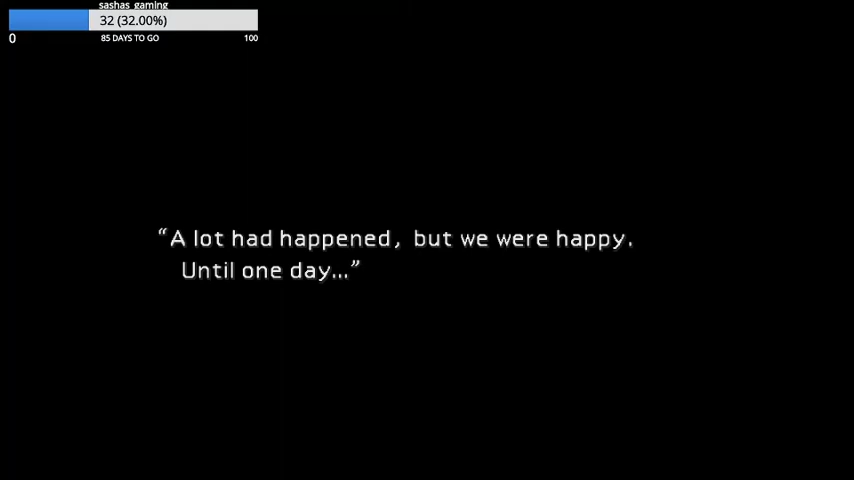 sashas_gaming
32 (32.00%)
0
85 DAYS TO GO
100
“A lot had happened, but we were happy.
Until one day...”